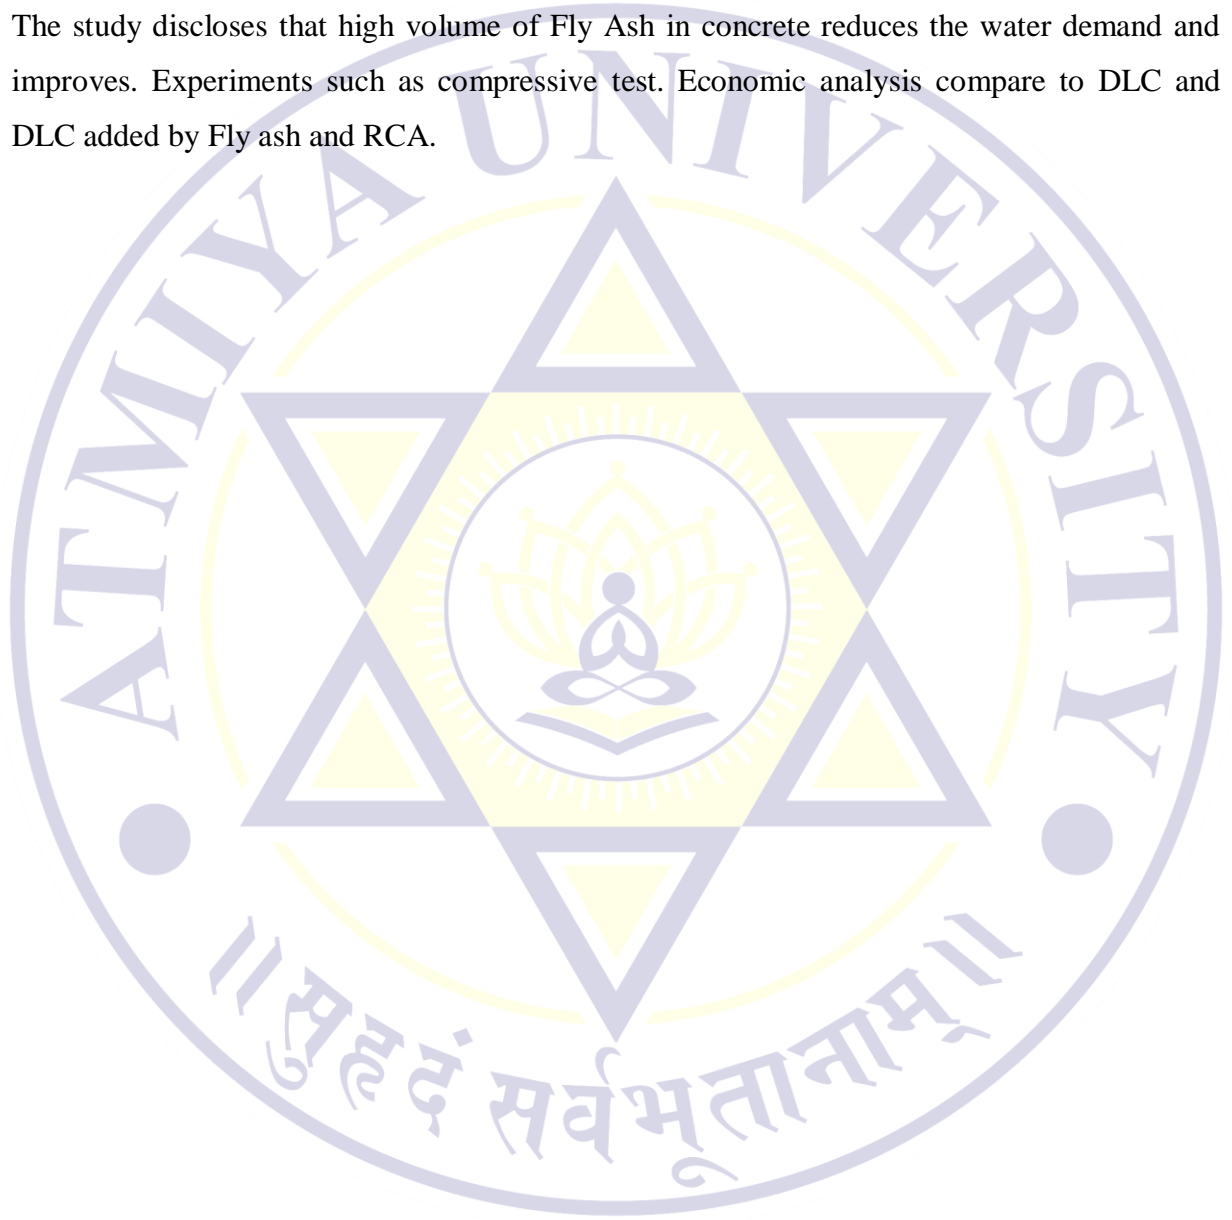 The study discloses that high volume of Fly Ash in concrete reduces the water demand and
improves. Experiments such as compressive test. Economic analysis compare to DLC and
DLC added by Fly ash and RCA.
ATMIYA UNIVERSITY
॥ सुहृदं सर्वभूतानाम् ॥